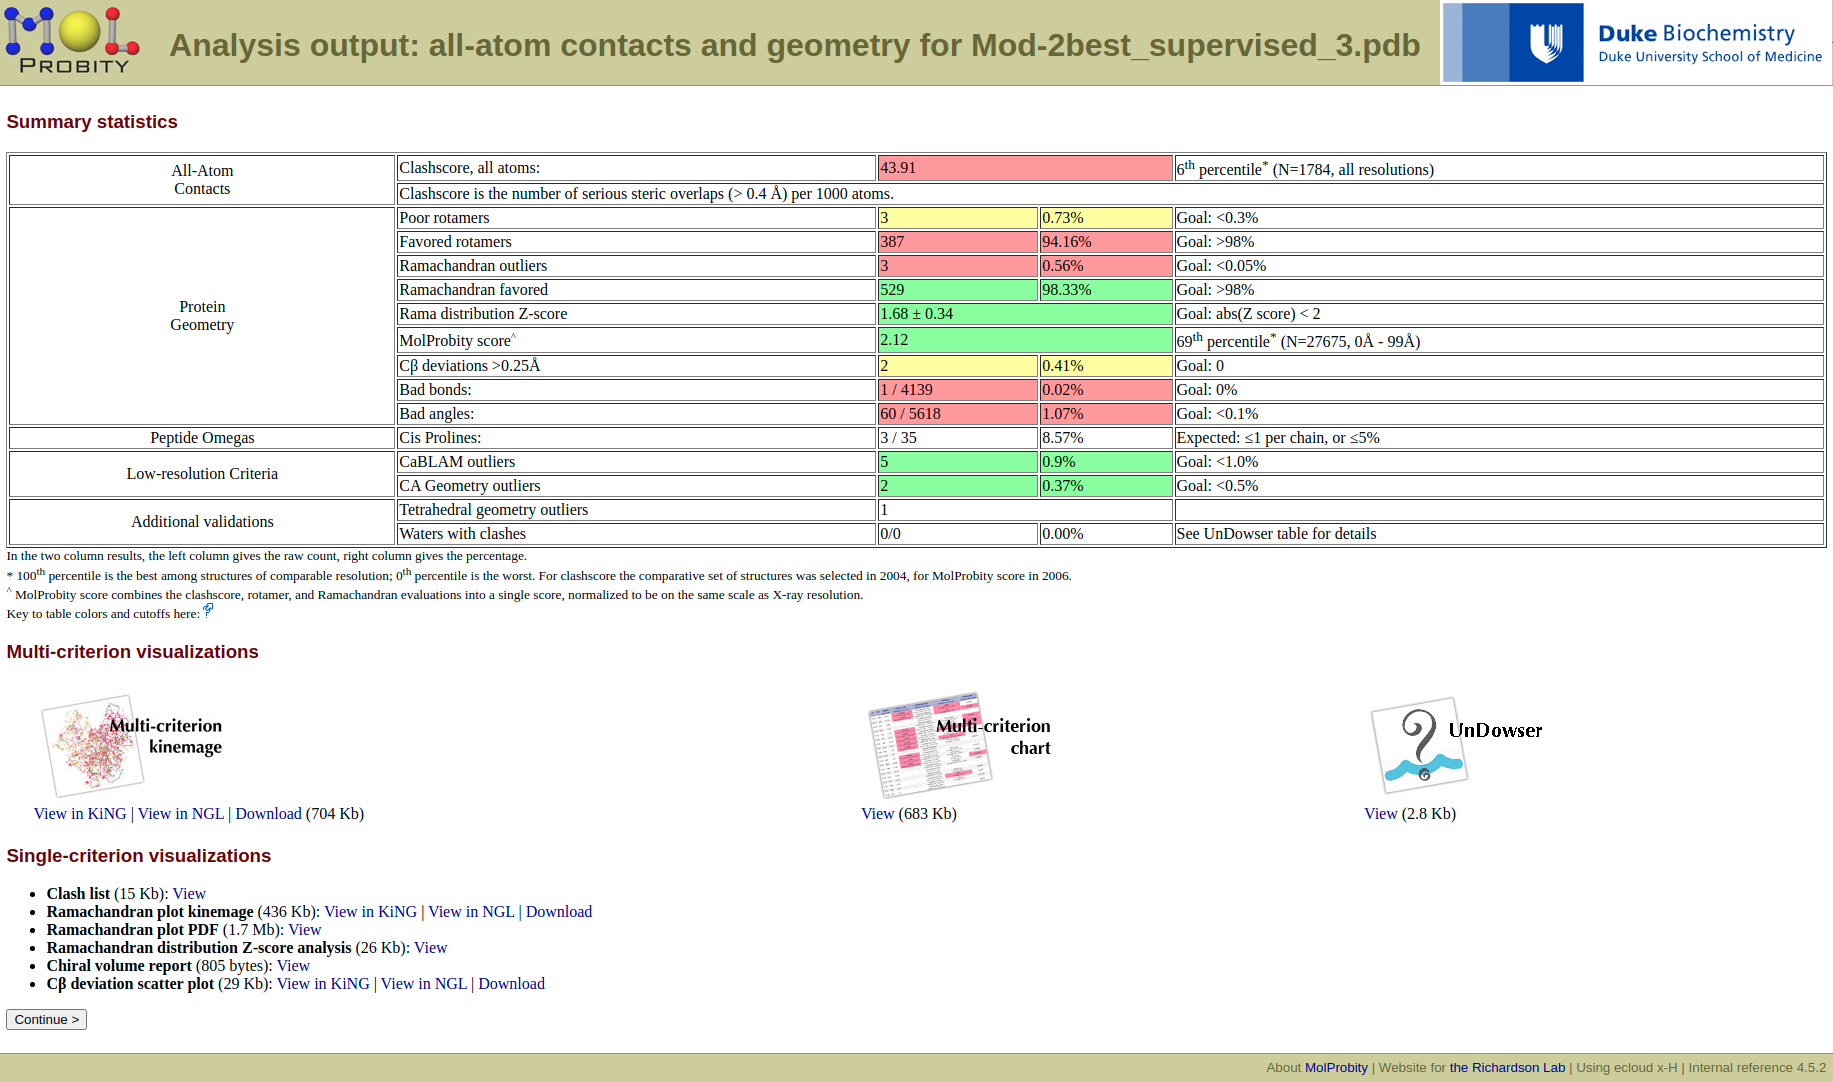 MOL
PROBITY
Analysis output: all-atom contacts and geometry for Mod-2best_supervised_3.pdb
Duke Biochemistry
Duke University School of Medicine
Summary statistics
All-Atom
Contacts
Clashscore, all atoms: 43.91 6th percentile* (N=1784, all resolutions)
Clashscore is the number of serious steric overlaps (> 0.4 Å) per 1000 atoms.
Protein
Geometry
Poor rotamers 3 0.73% Goal: <0.3%
Favored rotamers 387 94.16% Goal: >98%
Ramachandran outliers 3 0.56% Goal: <0.05%
Ramachandran favored 529 98.33% Goal: >98%
Rama distribution Z-score 1.68 ± 0.34 Goal: abs(Z score) < 2
MolProbity score^ 2.12 69th percentile* (N=27675, 0Å - 99Å)
Cβ deviations >0.25Å 2 0.41% Goal: 0
Bad bonds: 1 / 4139 0.02% Goal: 0%
Bad angles: 60 / 5618 1.07% Goal: <0.1%
Peptide Omegas Cis Prolines: 3 / 35 8.57% Expected: ≤1 per chain, or ≤5%
Low-resolution Criteria
CaBLAM outliers 5 0.9% Goal: <1.0%
CA Geometry outliers 2 0.37% Goal: <0.5%
Additional validations
Tetrahedral geometry outliers 1
Waters with clashes 0/0 0.00% See UnDowser table for details
In the two column results, the left column gives the raw count, right column gives the percentage.
* 100th percentile is the best among structures of comparable resolution; 0th percentile is the worst. For clashscore the comparative set of structures was selected in 2004, for MolProbity score in 2006.
^ MolProbity score combines the clashscore, rotamer, and Ramachandran evaluations into a single score, normalized to be on the same scale as X-ray resolution.
Key to table colors and cutoffs here: ?
Multi-criterion visualizations
Multi-criterion
kinemage
View in KiNG | View in NGL | Download (704 Kb)
Multi-criterion
chart
View (683 Kb)
UnDowser
View (2.8 Kb)
Single-criterion visualizations
• Clash list (15 Kb): View
• Ramachandran plot kinemage (436 Kb): View in KiNG | View in NGL | Download
• Ramachandran plot PDF (1.7 Mb): View
• Ramachandran distribution Z-score analysis (26 Kb): View
• Chiral volume report (805 bytes): View
• Cβ deviation scatter plot (29 Kb): View in KiNG | View in NGL | Download
Continue >
About MolProbity | Website for the Richardson Lab | Using ecloud x-H | Internal reference 4.5.2